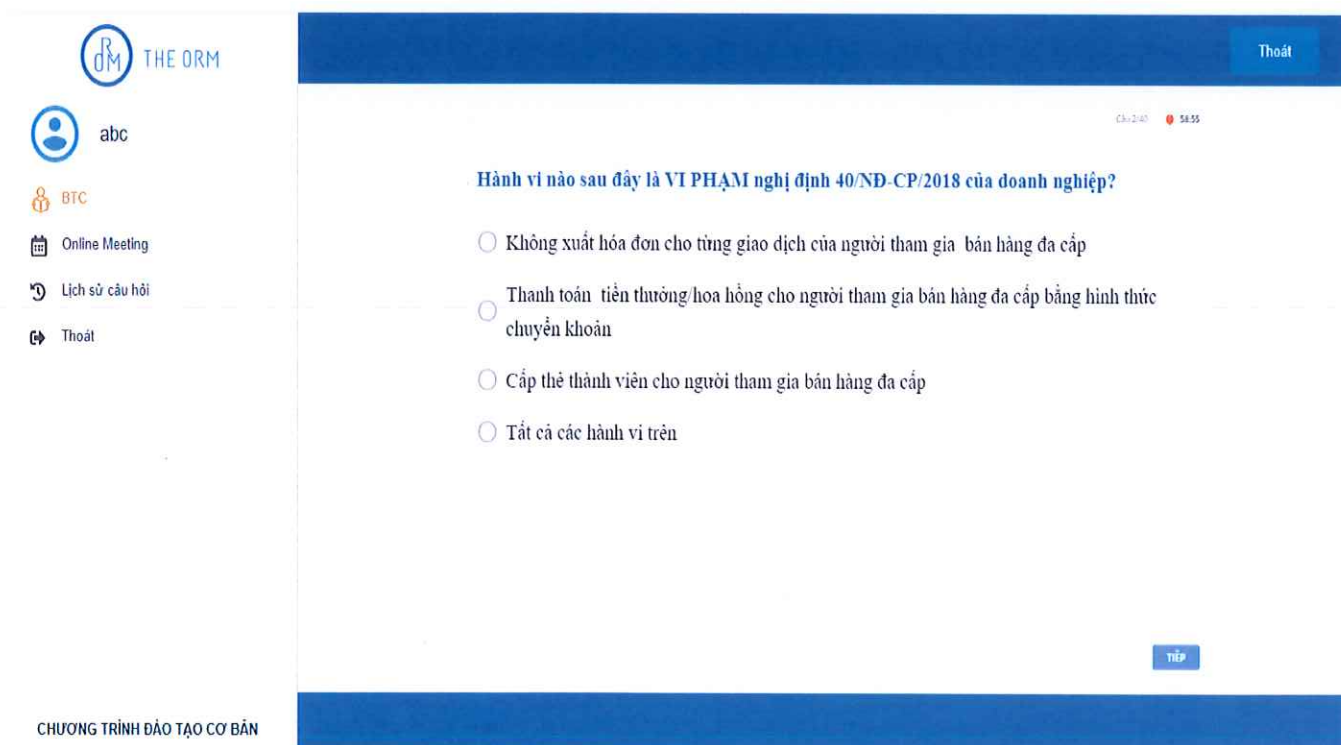 THE ORM
Thoát
abc
58:55
BTC
Hành vi nào sau đây là VI PHẠM nghị định 40/NĐ-CP/2018 của doanh nghiệp?
Online Meeting
Không xuất hóa đơn cho từng giao dịch của người tham gia bán hàng đa cấp
Lịch sử câu hỏi
Thanh toán tiền thưởng/hoa hồng cho người tham gia bán hàng đa cấp bằng hình thức
chuyển khoản
Thoát
Cấp thẻ thành viên cho người tham gia bán hàng đa cấp
Tất cả các hành vi trên
TIẾP
CHƯƠNG TRÌNH ĐÀO TẠO CƠ BẢN